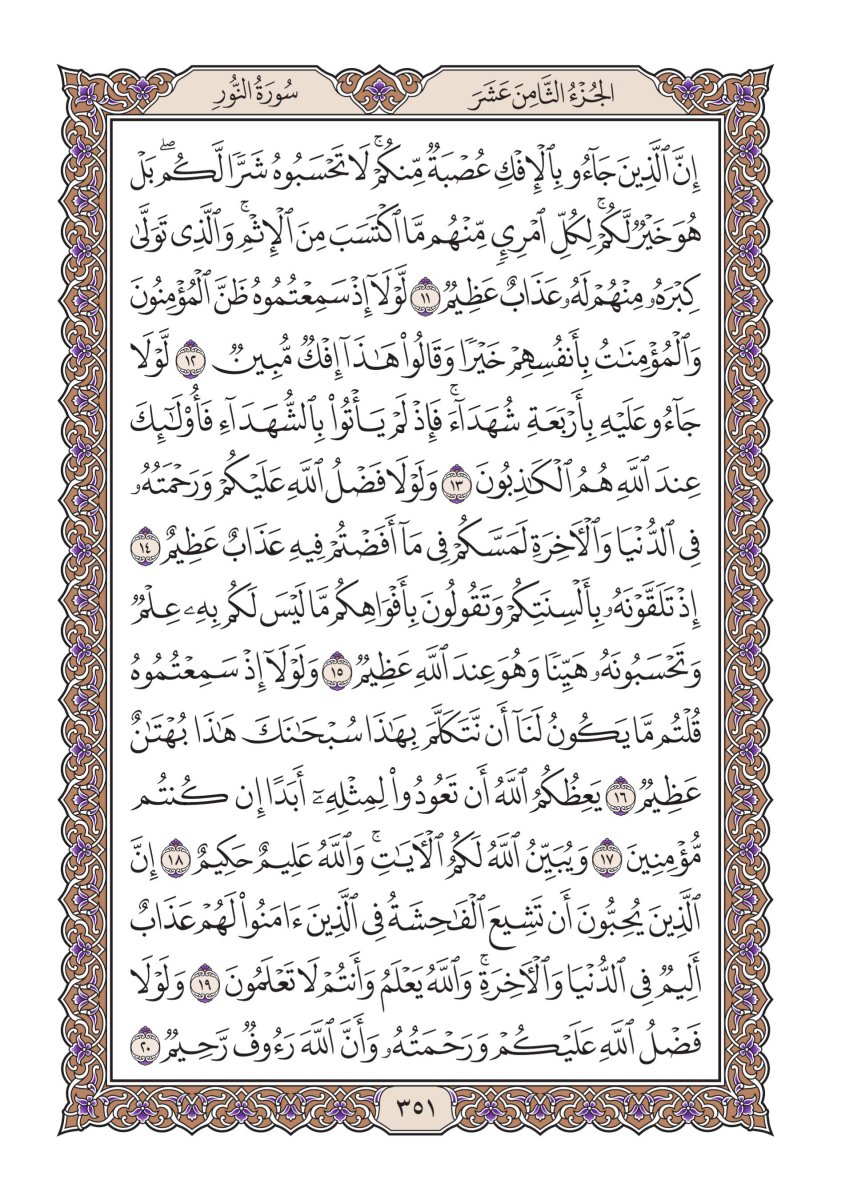 الجُزْءُ الثَّامِنَ عَشَرَ
سُورَةُ النُّورِ
إِنَّ ٱلَّذِينَ جَآءُو بِٱلْإِفْكِ عُصْبَةٌ مِّنكُمْۚ لَا تَحْسَبُوهُ شَرًّا لَّكُمۖ بَلْ
هُوَ خَيْرٌ لَّكُمْۚ لِكُلِّ ٱمْرِئٍ مِّنْهُم مَّا ٱكْتَسَبَ مِنَ ٱلْإِثْمِۚ وَٱلَّذِى تَوَلَّىٰ
كِبْرَهُۥ مِنْهُمْ لَهُۥ عَذَابٌ عَظِيمٌ ١١ لَّوْلَآ إِذْ سَمِعْتُمُوهُ ظَنَّ ٱلْمُؤْمِنُونَ
وَٱلْمُؤْمِنَٰتُ بِأَنفُسِهِمْ خَيْرًا وَقَالُوا۟ هَٰذَآ إِفْكٌ مُّبِينٌ ١٢ لَّوْلَا
جَآءُو عَلَيْهِ بِأَرْبَعَةِ شُهَدَآءَۚ فَإِذْ لَمْ يَأْتُوا۟ بِٱلشُّهَدَآءِ فَأُو۟لَٰٓئِكَ
عِندَ ٱللَّهِ هُمُ ٱلْكَٰذِبُونَ ١٣ وَلَوْلَا فَضْلُ ٱللَّهِ عَلَيْكُمْ وَرَحْمَتُهُۥ
فِى ٱلدُّنْيَا وَٱلْءَاخِرَةِ لَمَسَّكُمْ فِى مَآ أَفَضْتُمْ فِيهِ عَذَابٌ عَظِيمٌ ١٤
إِذْ تَلَقَّوْنَهُۥ بِأَلْسِنَتِكُمْ وَتَقُولُونَ بِأَفْوَاهِكُم مَّا لَيْسَ لَكُم بِهِۦ عِلْمٌ
وَتَحْسَبُونَهُۥ هَيِّنًا وَهُوَ عِندَ ٱللَّهِ عَظِيمٌ ١٥ وَلَوْلَآ إِذْ سَمِعْتُمُوهُ
قُلْتُم مَّا يَكُونُ لَنَآ أَن نَّتَكَلَّمَ بِهَٰذَا سُبْحَٰنَكَ هَٰذَا بُهْتَٰنٌ
عَظِيمٌ ١٦ يَعِظُكُمُ ٱللَّهُ أَن تَعُودُوا۟ لِمِثْلِهِۦٓ أَبَدًا إِن كُنتُم
مُّؤْمِنِينَ ١٧ وَيُبَيِّنُ ٱللَّهُ لَكُمُ ٱلْءَايَٰتِۚ وَٱللَّهُ عَلِيمٌ حَكِيمٌ ١٨ إِنَّ
ٱلَّذِينَ يُحِبُّونَ أَن تَشِيعَ ٱلْفَٰحِشَةُ فِى ٱلَّذِينَ ءَامَنُوا۟ لَهُمْ عَذَابٌ
أَلِيمٌ فِى ٱلدُّنْيَا وَٱلْءَاخِرَةِۚ وَٱللَّهُ يَعْلَمُ وَأَنتُمْ لَا تَعْلَمُونَ ١٩ وَلَوْلَا
فَضْلُ ٱللَّهِ عَلَيْكُمْ وَرَحْمَتُهُۥ وَأَنَّ ٱللَّهَ رَءُوفٌ رَّحِيمٌ ٢٠
٣٥١